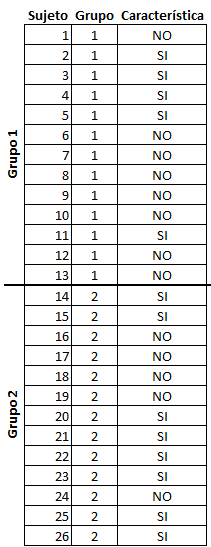 Sujeto Grupo Característica
Grupo 1
1 1 NO
2 1 SI
3 1 SI
4 1 SI
5 1 SI
6 1 NO
7 1 NO
8 1 NO
9 1 NO
10 1 NO
11 1 SI
12 1 NO
13 1 NO
Grupo 2
14 2 SI
15 2 SI
16 2 NO
17 2 NO
18 2 NO
19 2 NO
20 2 SI
21 2 SI
22 2 SI
23 2 SI
24 2 NO
25 2 SI
26 2 SI